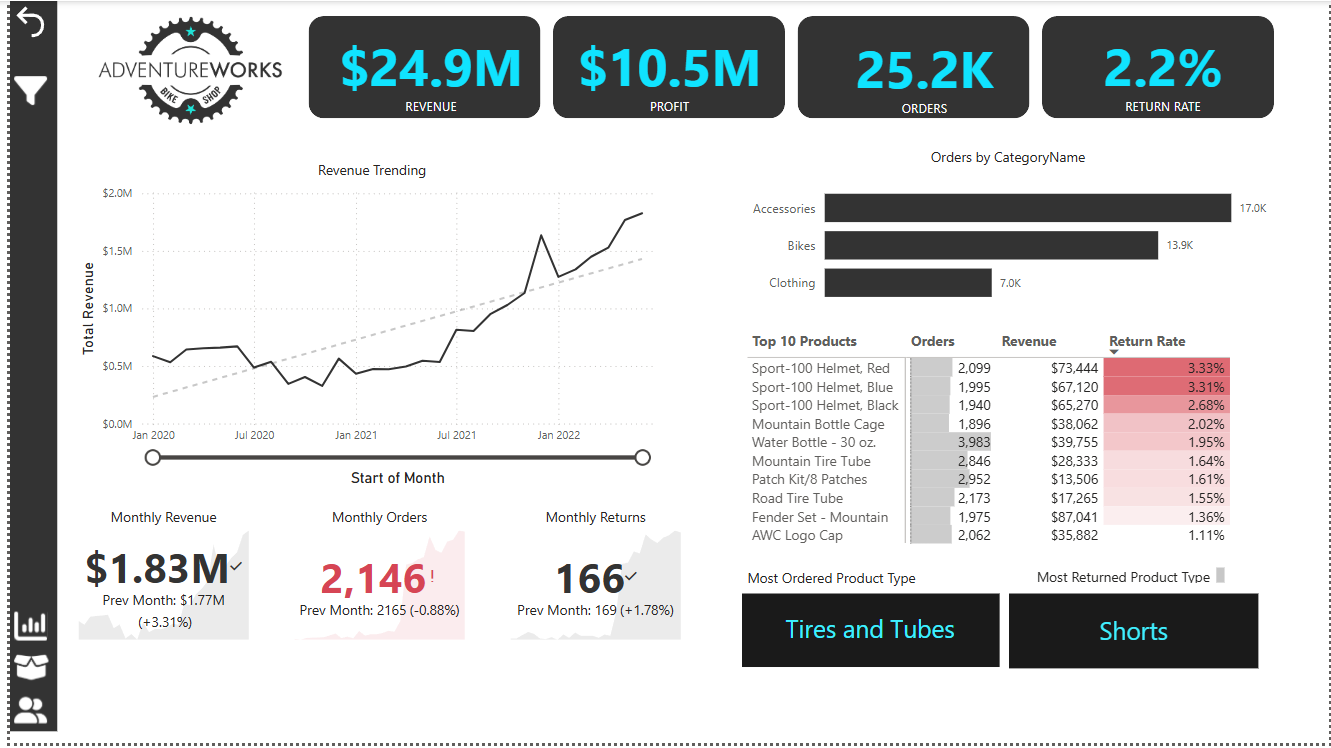 ADVENTUREWORKS
BIKE SHOP
$24.9M
REVENUE
$10.5M
PROFIT
25.2K
ORDERS
2.2%
RETURN RATE
Revenue Trending
Total Revenue
$2.0M
$1.5M
$1.0M
$0.5M
$0.0M
Jan 2020 Jul 2020 Jan 2021 Jul 2021 Jan 2022
Start of Month
Orders by CategoryName
Accessories 17.0K
Bikes 13.9K
Clothing 7.0K
Top 10 Products Orders Revenue Return Rate
Sport-100 Helmet, Red 2,099 $73,444 3.33%
Sport-100 Helmet, Blue 1,995 $67,120 3.31%
Sport-100 Helmet, Black 1,940 $65,270 2.68%
Mountain Bottle Cage 1,896 $38,062 2.02%
Water Bottle - 30 oz. 3,983 $39,755 1.95%
Mountain Tire Tube 2,846 $28,333 1.64%
Patch Kit/8 Patches 2,952 $13,506 1.61%
Road Tire Tube 2,173 $17,265 1.55%
Fender Set - Mountain 1,975 $87,041 1.36%
AWC Logo Cap 2,062 $35,882 1.11%
Monthly Revenue
$1.83M
Prev Month: $1.77M
(+3.31%)
Monthly Orders
2,146!
Prev Month: 2165 (-0.88%)
Monthly Returns
166
Prev Month: 169 (+1.78%)
Most Ordered Product Type
Tires and Tubes
Most Returned Product Type
Shorts